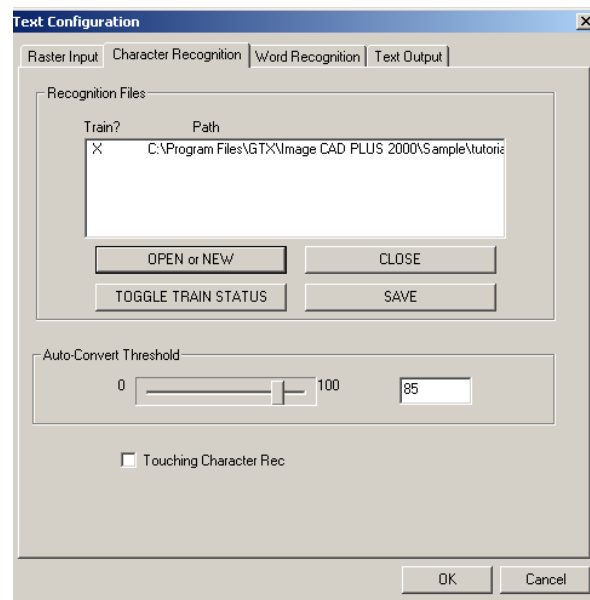 Text Configuration
Raster Input Character Recognition Word Recognition Text Output
Recognition Files
Train? Path
X C:\Program Files\GTX\Image CAD PLUS 2000\Sample\tutoria
OPEN or NEW CLOSE
TOGGLE TRAIN STATUS SAVE
Auto-Convert Threshold
0 100 85
Touching Character Rec
OK Cancel